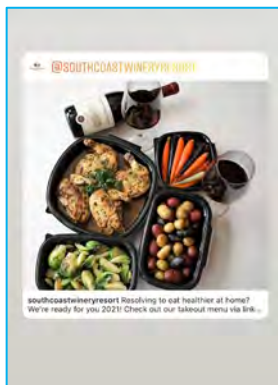 @SOUTHCOASTWINERYRESORT
southcoastwineryresort Resolving to eat healthier at home?
We're ready for you 2021! Check out our takeout menu via link...